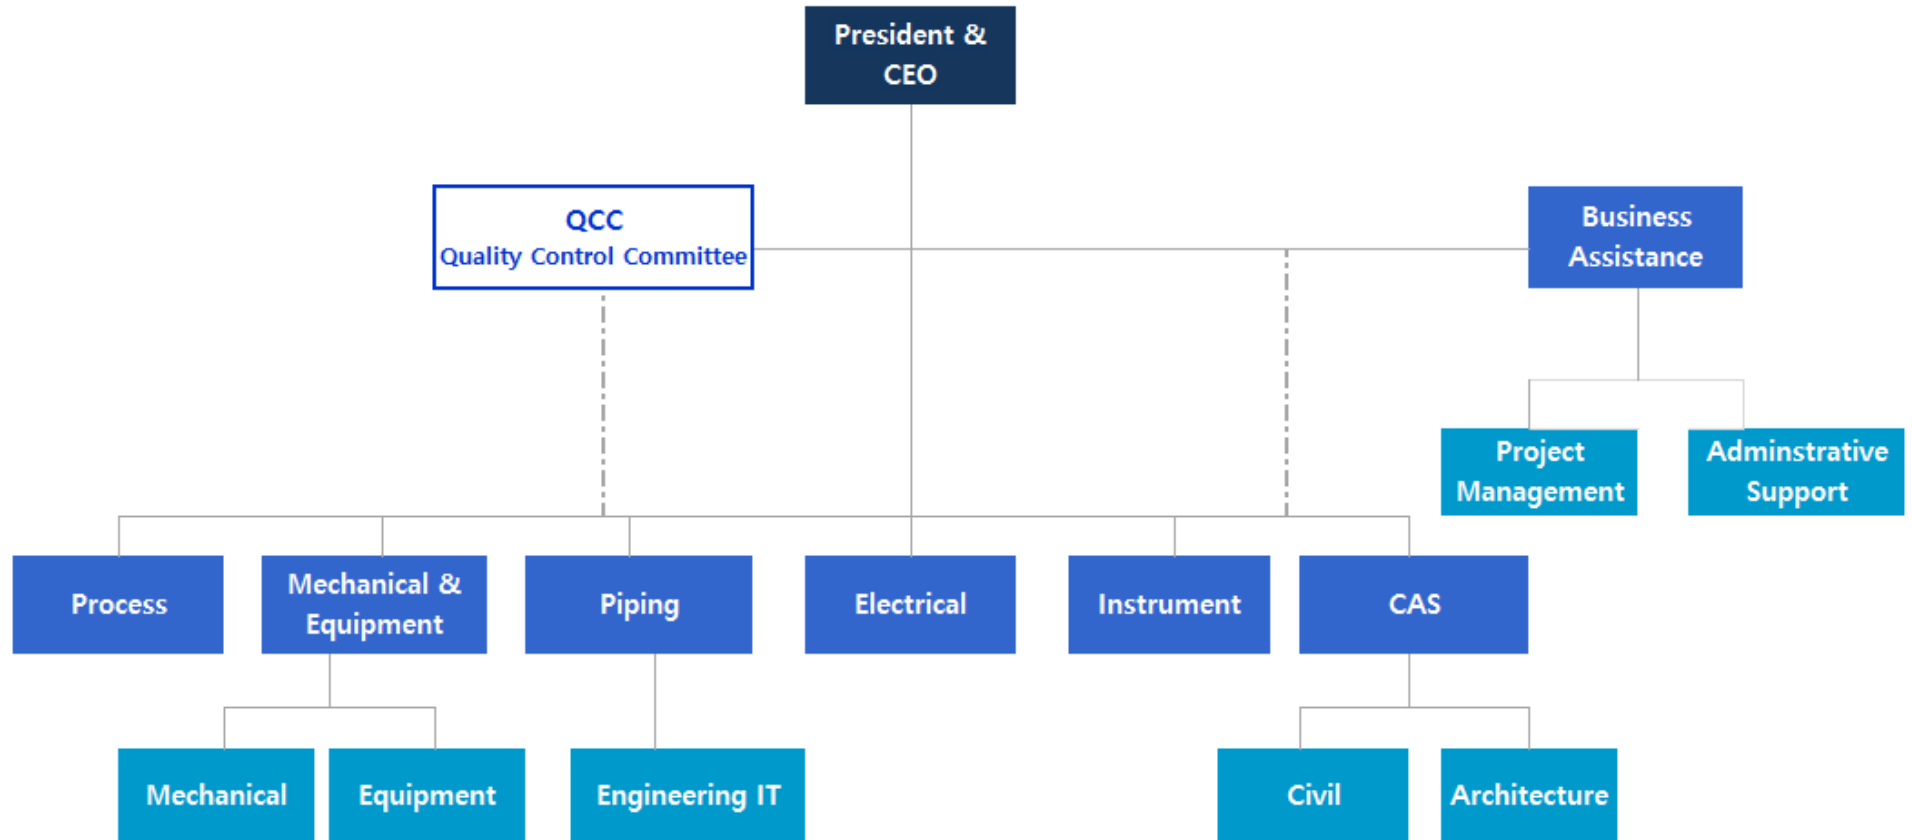 President &
CEO
QCC
Quality Control Committee
Business
Assistance
Project
Management
Adminstrative
Support
Process
Mechanical &
Equipment
Piping
Electrical
Instrument
CAS
Mechanical
Equipment
Engineering IT
Civil
Architecture